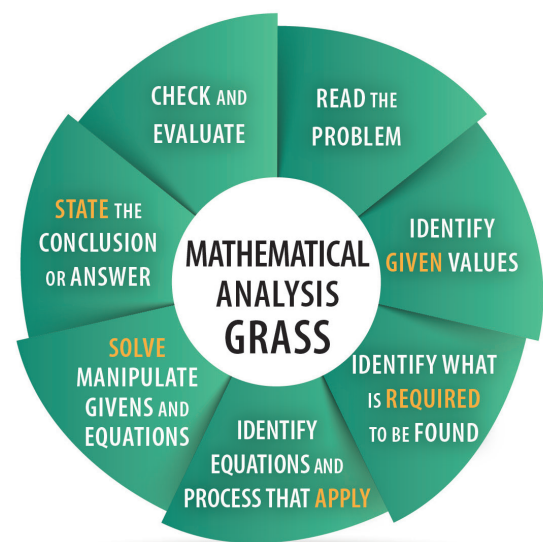 MATHEMATICAL
ANALYSIS
GRASS
READ THE
PROBLEM
IDENTIFY
GIVEN VALUES
IDENTIFY WHAT
IS REQUIRED
TO BE FOUND
IDENTIFY
EQUATIONS AND
PROCESS THAT APPLY
SOLVE
MANIPULATE
GIVENS AND
EQUATIONS
STATE THE
CONCLUSION
OR ANSWER
CHECK AND
EVALUATE